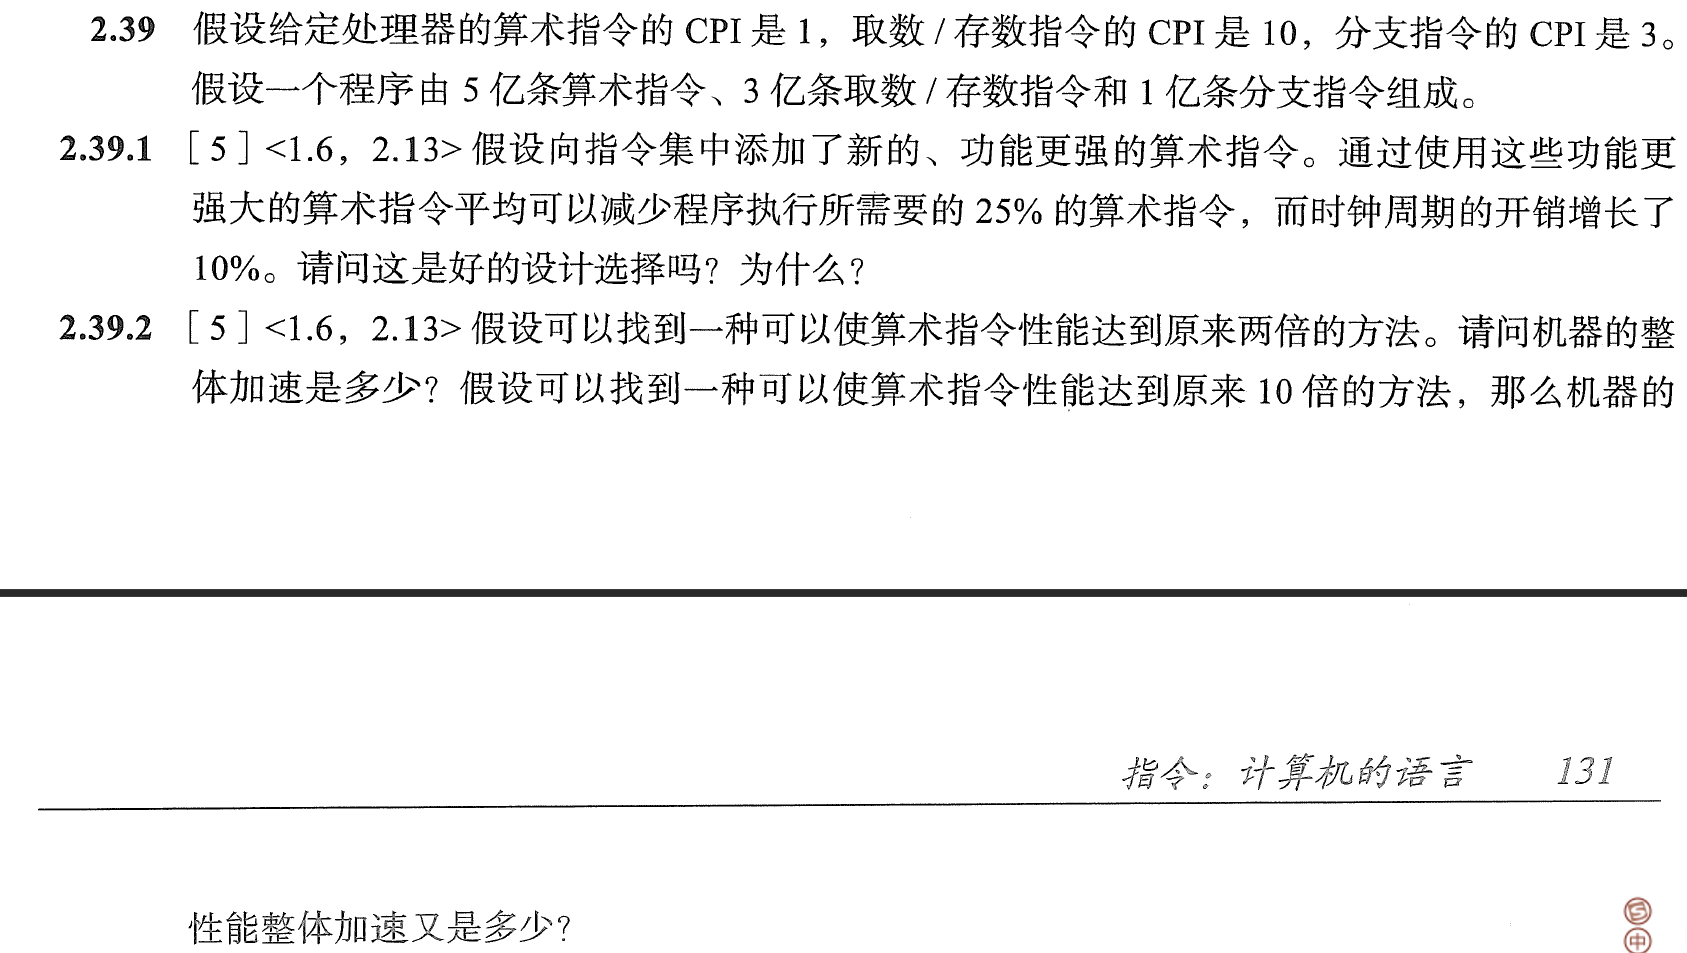 2.39 假设给定处理器的算术指令的 CPI 是 1，取数 / 存数指令的 CPI 是 10，分支指令的 CPI 是 3。
假设一个程序由 5 亿条算术指令、3 亿条取数 / 存数指令和 1 亿条分支指令组成。
2.39.1 ［5］<1.6，2.13> 假设向指令集中添加了新的、功能更强的算术指令。通过使用这些功能更
强大的算术指令平均可以减少程序执行所需要的 25% 的算术指令，而时钟周期的开销增长了
10%。请问这是好的设计选择吗？为什么？
2.39.2 ［5］<1.6，2.13> 假设可以找到一种可以使算术指令性能达到原来两倍的方法。请问机器的整
体加速是多少？假设可以找到一种可以使算术指令性能达到原来 10 倍的方法，那么机器的
指令：计算机的语言 131
性能整体加速又是多少？
S
中